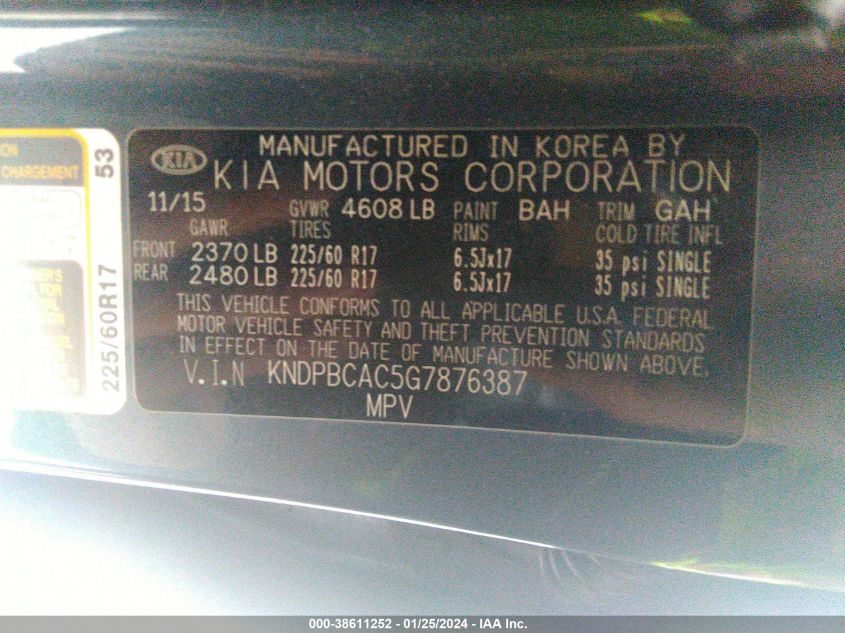 ON
CHARGEMENT
53
225/60R17
KIA
MANUFACTURED IN KOREA BY
KIA MOTORS CORPORATION
11/15 GVWR 4608 LB PAINT BAH TRIM GAH
GAWR TIRES RIMS COLD TIRE INFL
FRONT 2370 LB 225/60 R17 6.5Jx17 35 psi SINGLE
REAR 2480 LB 225/60 R17 6.5Jx17 35 psi SINGLE
THIS VEHICLE CONFORMS TO ALL APPLICABLE U.S.A. FEDERAL
MOTOR VEHICLE SAFETY AND THEFT PREVENTION STANDARDS
IN EFFECT ON THE DATE OF MANUFACTURE SHOWN ABOVE.
V.I.N KNDPBCAC5G7876387
MPV
000-38611252 - 01/25/2024 - IAA Inc.